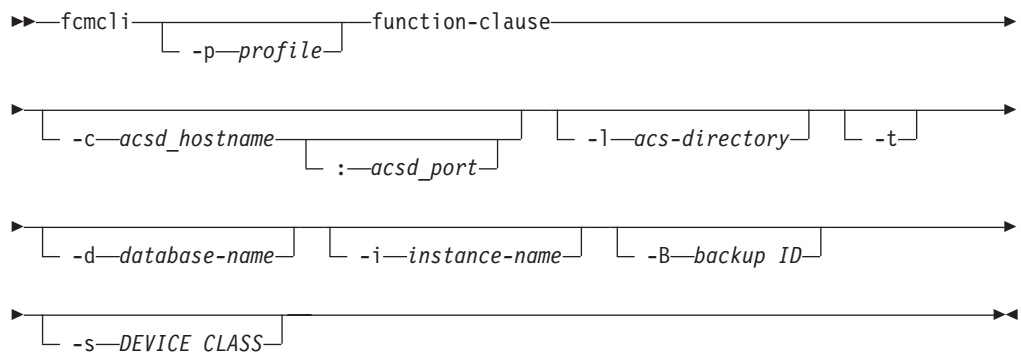 fcmcli function-clause
-p profile
-c acsd_hostname -l acs-directory -t
: acsd_port
-d database-name -i instance-name -B backup ID
-s DEVICE CLASS